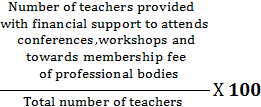 Number of teachers provided
with financial support to attends
conferences,workshops and
towards membership fee
of professional bodies
X 100
Total number of teachers